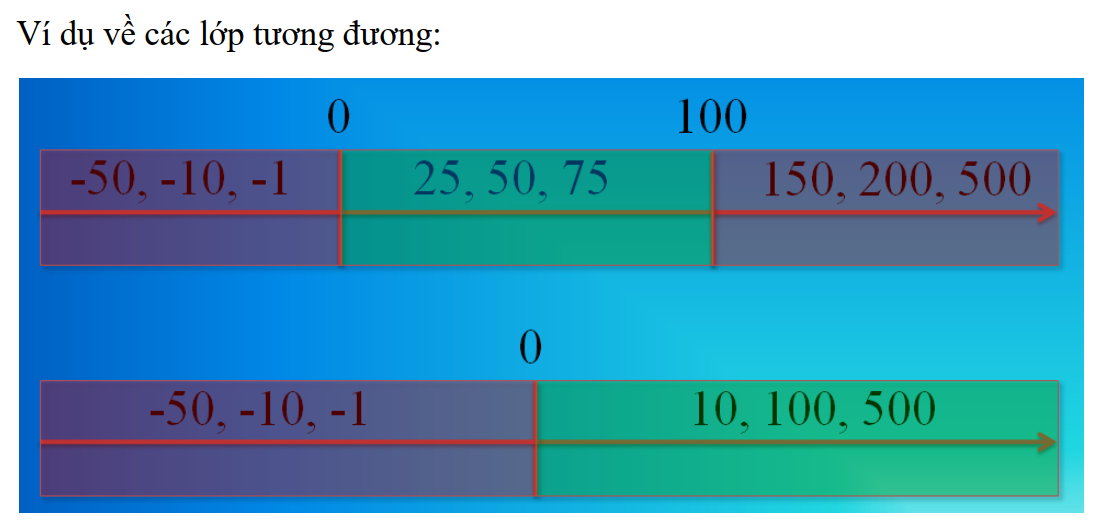 Ví dụ về các lớp tương đương:
0 100
-50, -10, -1 25, 50, 75 150, 200, 500
0
-50, -10, -1 10, 100, 500